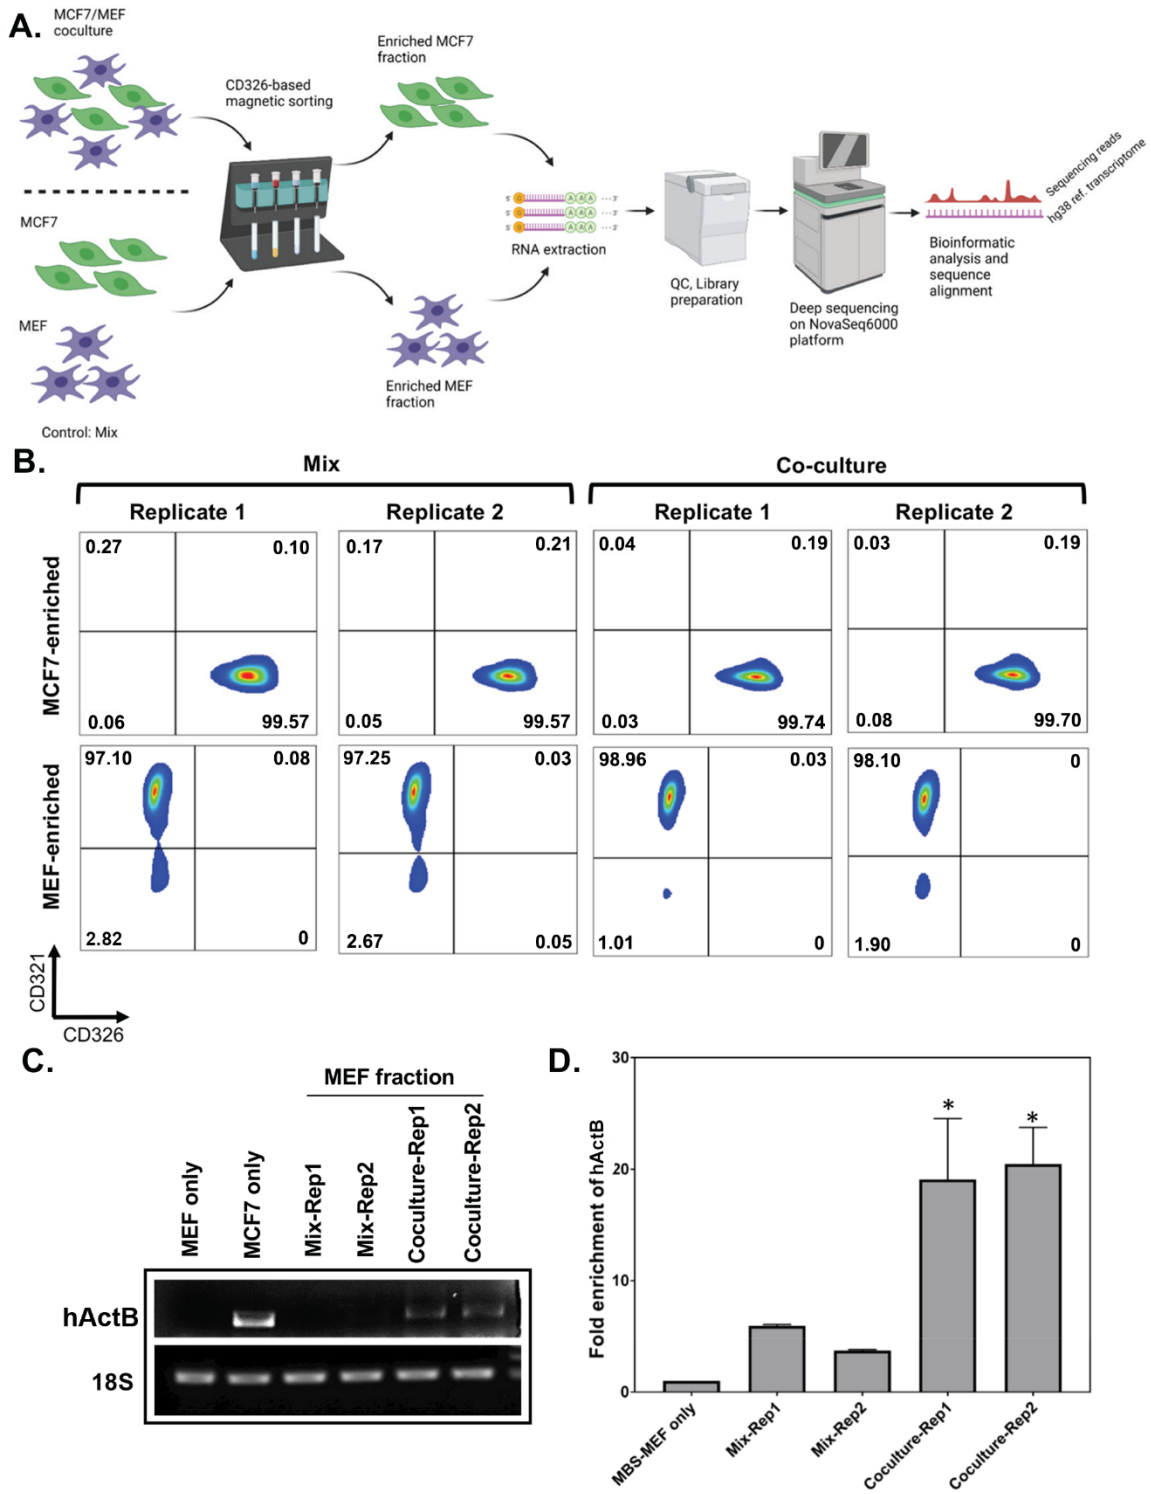 A.
MCF7/MEF
coculture
CD326-based
magnetic sorting
Enriched MCF7
fraction
MCF7
MEF
Control: Mix
Enriched MEF
fraction
5' G A A A ···3'
5' G A A A ···3'
5' G A A A ···3'
RNA extraction
QC, Library
preparation
Deep sequencing
on NovaSeq6000
platform
Sequencing reads
hg38 ref. transcriptome
Bioinformatic
analysis and
sequence
alignment
B.
Mix
Co-culture
Replicate 1
Replicate 2
Replicate 1
Replicate 2
MCF7-enriched
0.27 0.10
0.06 99.57
0.17 0.21
0.05 99.57
0.04 0.19
0.03 99.74
0.03 0.19
0.08 99.70
MEF-enriched
97.10 0.08
2.82 0
97.25 0.03
2.67 0.05
98.96 0.03
1.01 0
98.10 0
1.90 0
CD321
CD326
C.
MEF fraction
MEF only
MCF7 only
Mix-Rep1
Mix-Rep2
Coculture-Rep1
Coculture-Rep2
hActB
18S
D.
Fold enrichment of hActB
30
20
10
0
* *
MBS-MEF only
Mix-Rep1
Mix-Rep2
Coculture-Rep1
Coculture-Rep2